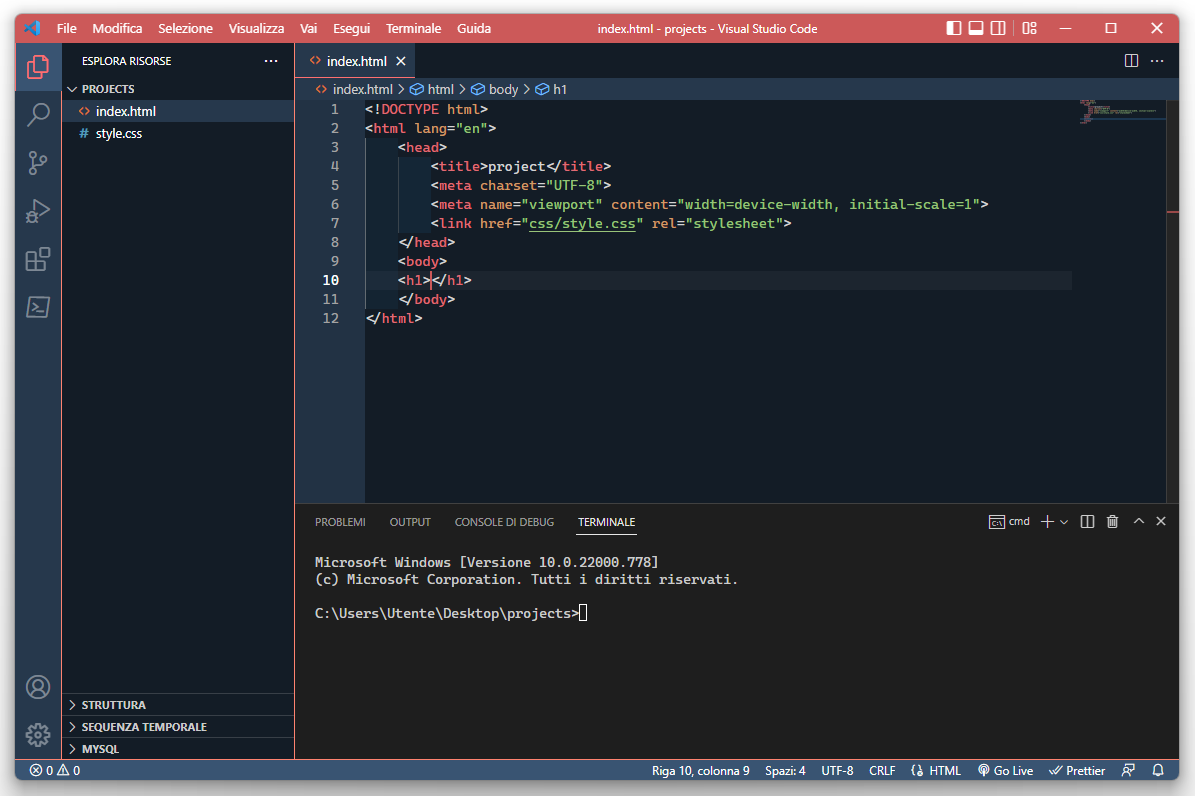 File Modifica Selezione Visualizza Vai Esegui Terminale Guida index.html - projects - Visual Studio Code
ESPLORA RISORSE
PROJECTS
index.html
# style.css
STRUTTURA
SEQUENZA TEMPORALE
MYSQL
index.html
index.html > html > body > h1
1 <!DOCTYPE html>
2 <html lang="en">
3 <head>
4 <title>project</title>
5 <meta charset="UTF-8">
6 <meta name="viewport" content="width=device-width, initial-scale=1">
7 <link href="css/style.css" rel="stylesheet">
8 </head>
9 <body>
10 <h1></h1>
11 </body>
12 </html>
PROBLEMI OUTPUT CONSOLE DI DEBUG TERMINALE cmd
Microsoft Windows [Versione 10.0.22000.778]
(c) Microsoft Corporation. Tutti i diritti riservati.
C:\Users\Utente\Desktop\projects>
0 0 Riga 10, colonna 9 Spazi: 4 UTF-8 CRLF HTML Go Live Prettier